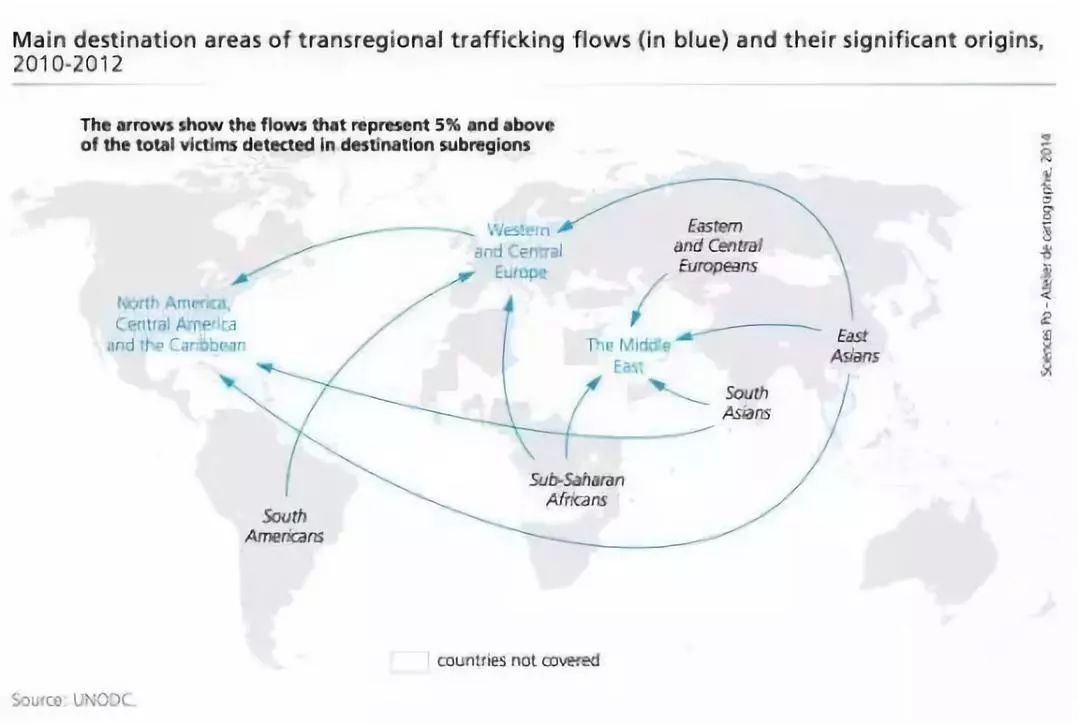 Main destination areas of transregional trafficking flows (in blue) and their significant origins,
2010-2012
The arrows show the flows that represent 5% and above
of the total victims detected in destination subregions
Sciences Po - Atelier de cartographie, 2014
Western
and Central
Europe
Eastern
and Central
Europeans
North America,
Central America
and the Caribbean
The Middle
East
East
Asians
South
Asians
Sub-Saharan
Africans
South
Americans
countries not covered
Source: UNODC.